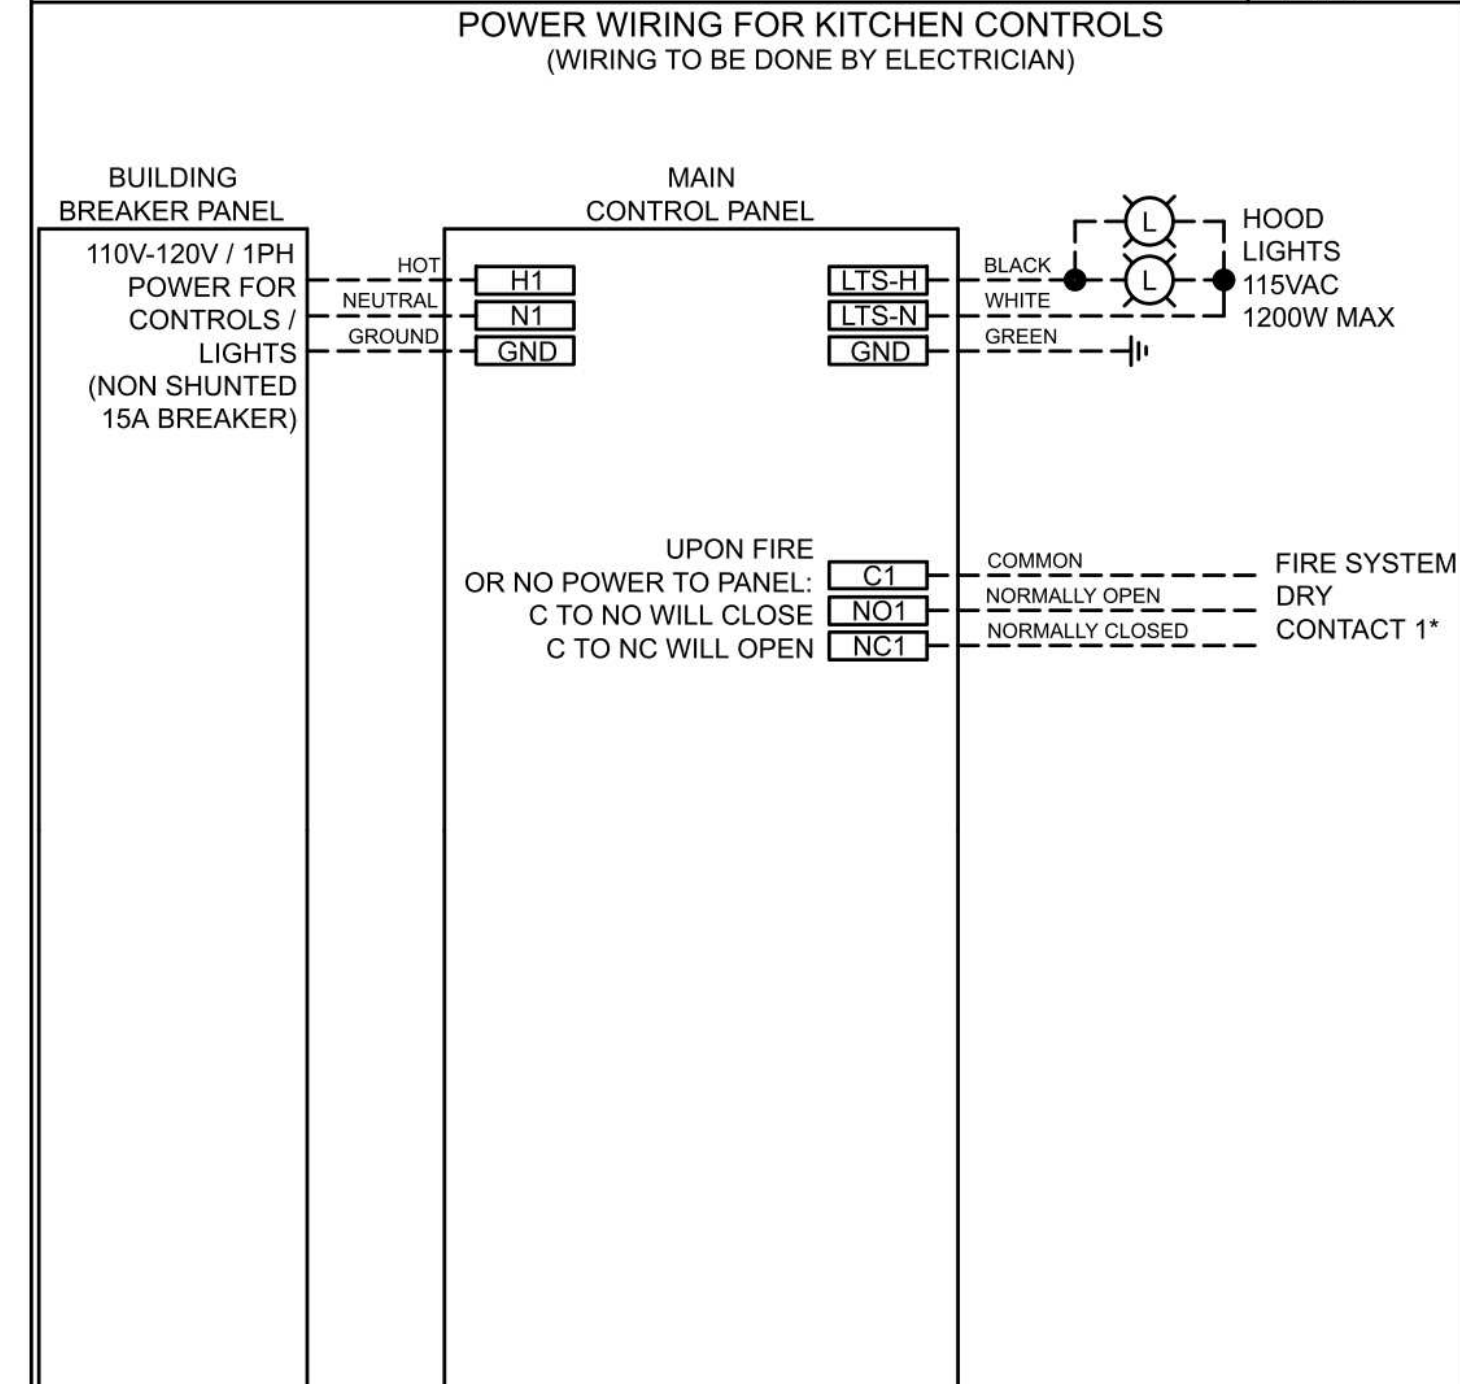 POWER WIRING FOR KITCHEN CONTROLS
(WIRING TO BE DONE BY ELECTRICIAN)
BUILDING
BREAKER PANEL
110V-120V / 1PH
POWER FOR
CONTROLS /
LIGHTS
(NON SHUNTED
15A BREAKER)
HOT
NEUTRAL
GROUND
MAIN
CONTROL PANEL
H1
N1
GND
LTS-H
LTS-N
GND
BLACK
WHITE
GREEN
L
L
HOOD
LIGHTS
115VAC
1200W MAX
UPON FIRE
OR NO POWER TO PANEL:
C TO NO WILL CLOSE
C TO NC WILL OPEN
C1
NO1
NC1
COMMON
NORMALLY OPEN
NORMALLY CLOSED
FIRE SYSTEM
DRY
CONTACT 1*